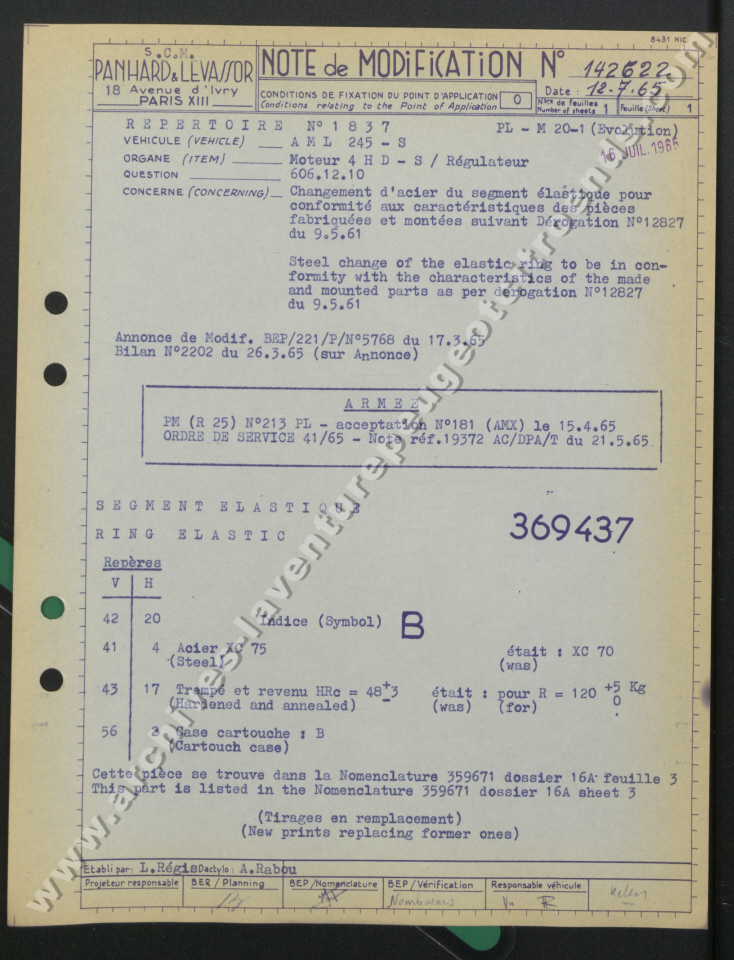 8431 NIC
S.C.M.
PANHARD & LEVASSOR
18 Avenue d'Ivry
PARIS XIII
NOTE de MODIFICATION N° 142622
Date : 12.7.65
CONDITIONS DE FIXATION DU POINT D'APPLICATION 0
Conditions relating to the Point of Application
Nbre de feuilles 1
Number of sheets
Feuille (Sheet) 1
REPERTOIRE N°1837 PL - M 20-1 (Evolution)
16 JUIL. 1965
VEHICULE (VEHICLE) AML 245 - S
ORGANE (ITEM) Moteur 4 H D - S / Régulateur
QUESTION 606.12.10
CONCERNE (CONCERNING) Changement d'acier du segment élastique pour
conformité aux caractéristiques des pièces
fabriquées et montées suivant Dérogation N°12827
du 9.5.61
Steel change of the elastic ring to be in con-
formity with the characteristics of the made
and mounted parts as per derogation N°12827
du 9.5.61
Annonce de Modif. BEP/221/P/N°5768 du 17.3.65
Bilan N°2202 du 26.3.65 (sur Annonce)
ARMEE
PM (R 25) N°213 PL - acceptation N°181 (AMX) le 15.4.65
ORDRE DE SERVICE 41/65 - Note réf.19372 AC/DPA/T du 21.5.65
SEGMENT ELASTIQUE
RING ELASTIC
369437
Repères
V H
42 20 Indice (Symbol) B
41 4 Acier XC 75 était : XC 70
(Steel) (was)
43 17 Trempé et revenu HRc = 48 +- 3 était : pour R = 120 +5 Kg
0
(Hardened and annealed) (was) (for)
56 3 Case cartouche : B
(Cartouch case)
Cette pièce se trouve dans la Nomenclature 359671 dossier 16A feuille 3
This part is listed in the Nomenclature 359671 dossier 16A sheet 3
(Tirages en remplacement)
(New prints replacing former ones)
Etabli par: L.Régis Dactylo: A.Rabou
Projeteur responsable
BER / Planning
BEP / Nomenclature
BEP / Vérification
Responsable véhicule
www.archives-laventurepeugeotcitroends.com